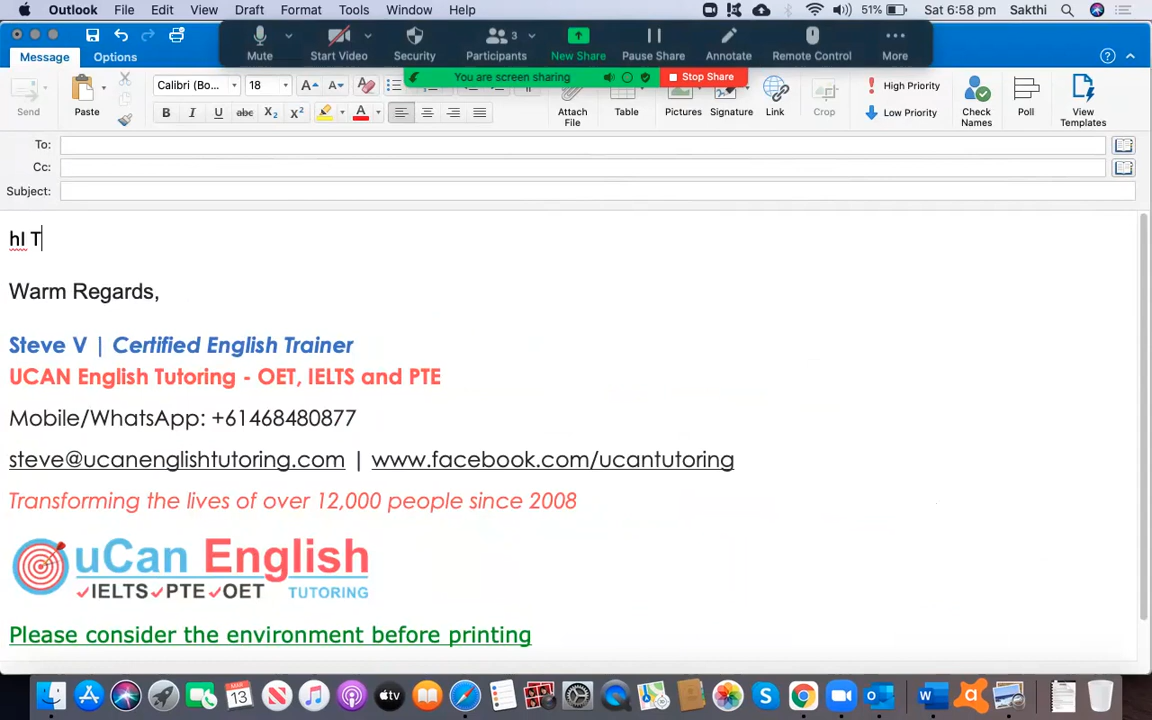 Outlook File Edit View Draft Format Tools Window Help 51% Sat 6:58 pm Sakthi
Mute Start Video Security Participants 3 New Share Pause Share Annotate Remote Control More
Message Options
You are screen sharing Stop Share
Send Paste Calibri (Bo... 18 Attach File Table Pictures Signature Link Crop High Priority Low Priority Check Names Poll View Templates
To:
Cc:
Subject:
hI T
Warm Regards,
Steve V | Certified English Trainer
UCAN English Tutoring - OET, IELTS and PTE
Mobile/WhatsApp: +61468480877
steve@ucanenglishtutoring.com | www.facebook.com/ucantutoring
Transforming the lives of over 12,000 people since 2008
uCan English
IELTS PTE OET TUTORING
Please consider the environment before printing